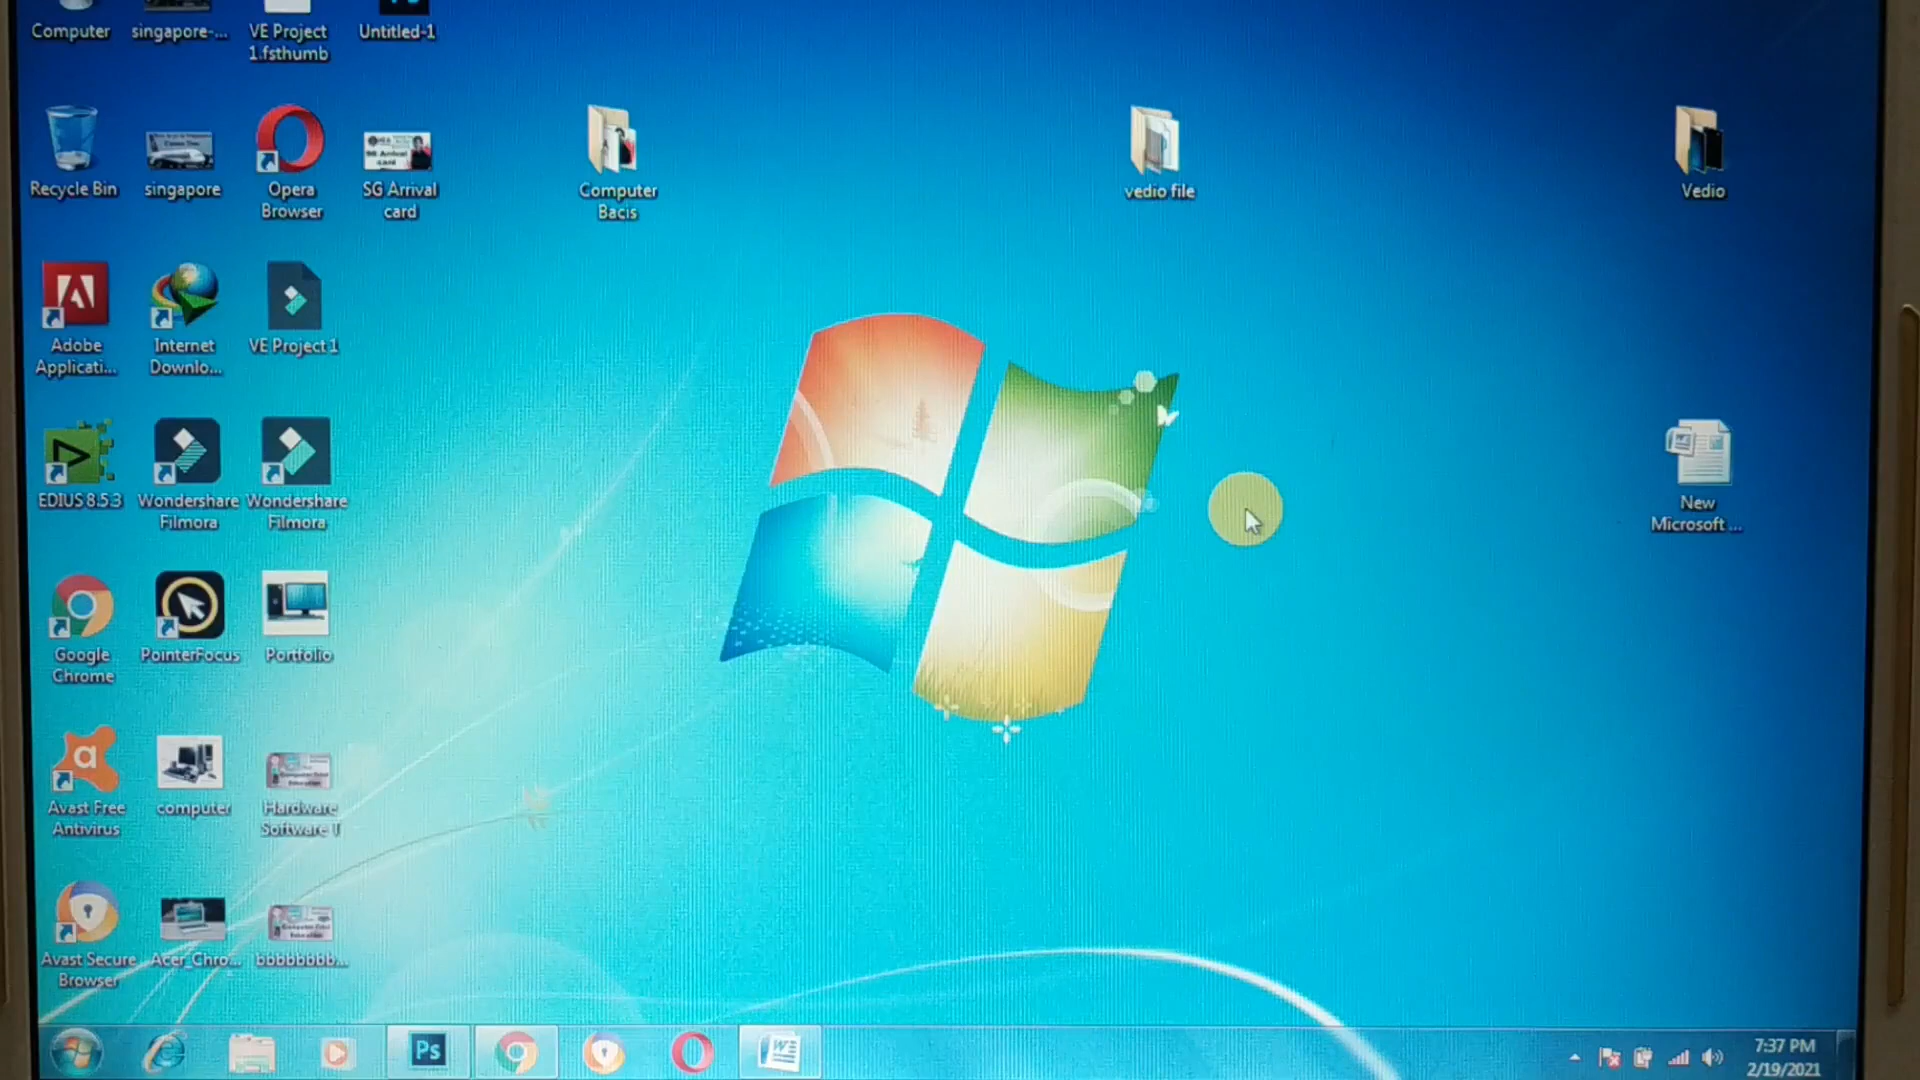 Computer
singapore-...
VE Project
1.fsthumb
Untitled-1
Recycle Bin
singapore
Opera
Browser
SG Arrival
card
SG Arrival
card
Computer
Bacis
vedio file
Vedio
Adobe
Applicati...
Internet
Downlo...
VE Project 1
EDIUS 8.5.3
Wondershare
Filmora
Wondershare
Filmora
New
Microsoft ...
Google
Chrome
PointerFocus
Portfolio
Avast Free
Antivirus
computer
Hardware
Software T
Avast Secure
Browser
Acer_Chro...
bbbbbbbb...
Ps
W
7:37 PM
2/19/2021